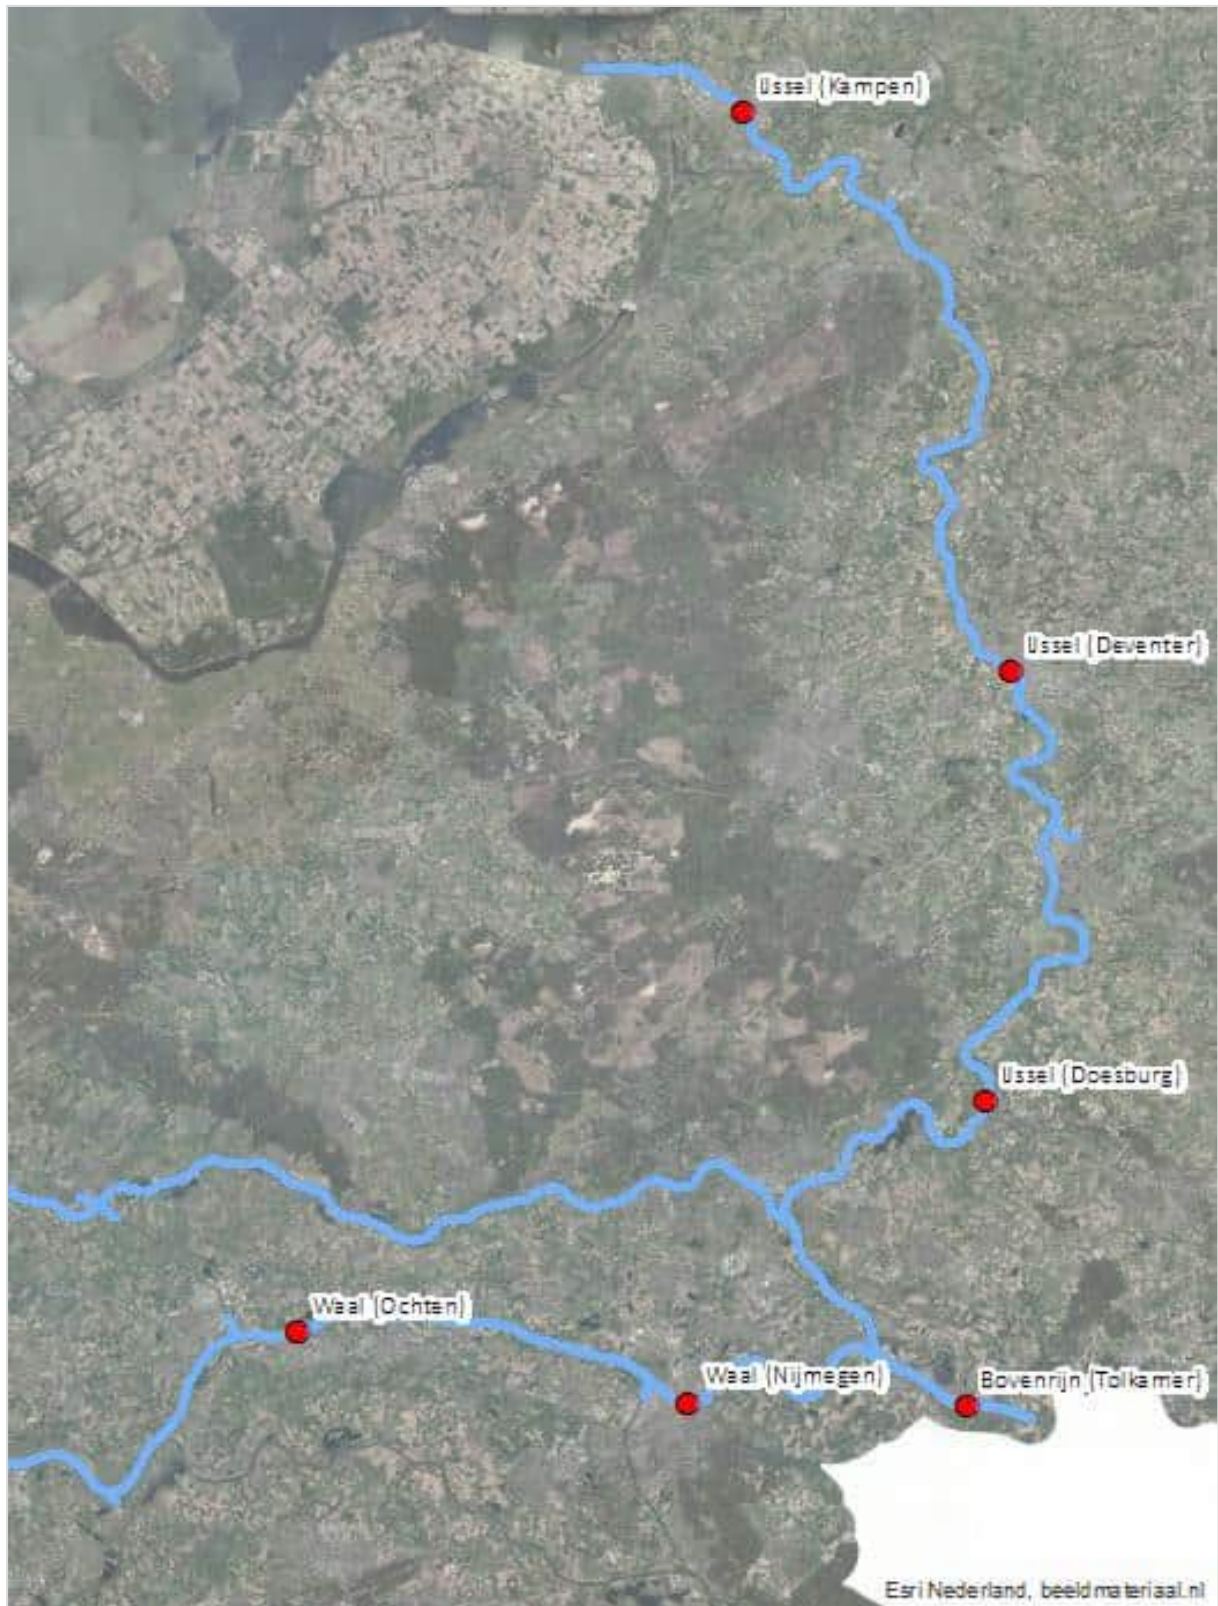 IJssel (Kampen)
IJssel (Deventer)
IJssel (Doesburg)
Waal (Ochten)
Waal (Nijmegen)
Bovenrijn (Tolkamer)
Esri Nederland, beeldmateriaal.nl